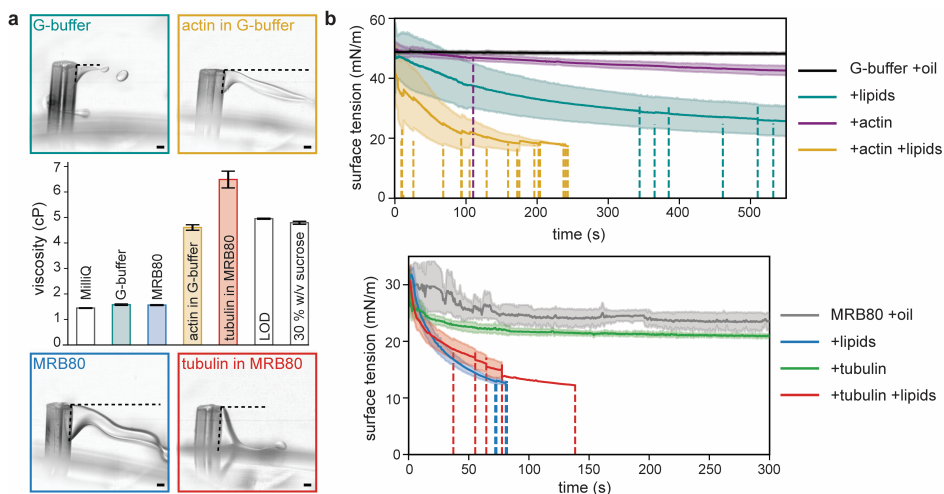 a
G-buffer
actin in G-buffer
viscosity (cP)
7
6
5
4
3
2
1
0
MilliQ
G-buffer
MRB80
actin in G-buffer
tubulin in MRB80
LOD
30 % w/v sucrose
MRB80
tubulin in MRB80
b
surface tension (mN/m)
60
40
20
0
0
100
200
300
400
500
time (s)
G-buffer +oil
+lipids
+actin
+actin +lipids
surface tension (mN/m)
30
20
10
0
0
50
100
150
200
250
300
time (s)
MRB80 +oil
+lipids
+tubulin
+tubulin +lipids